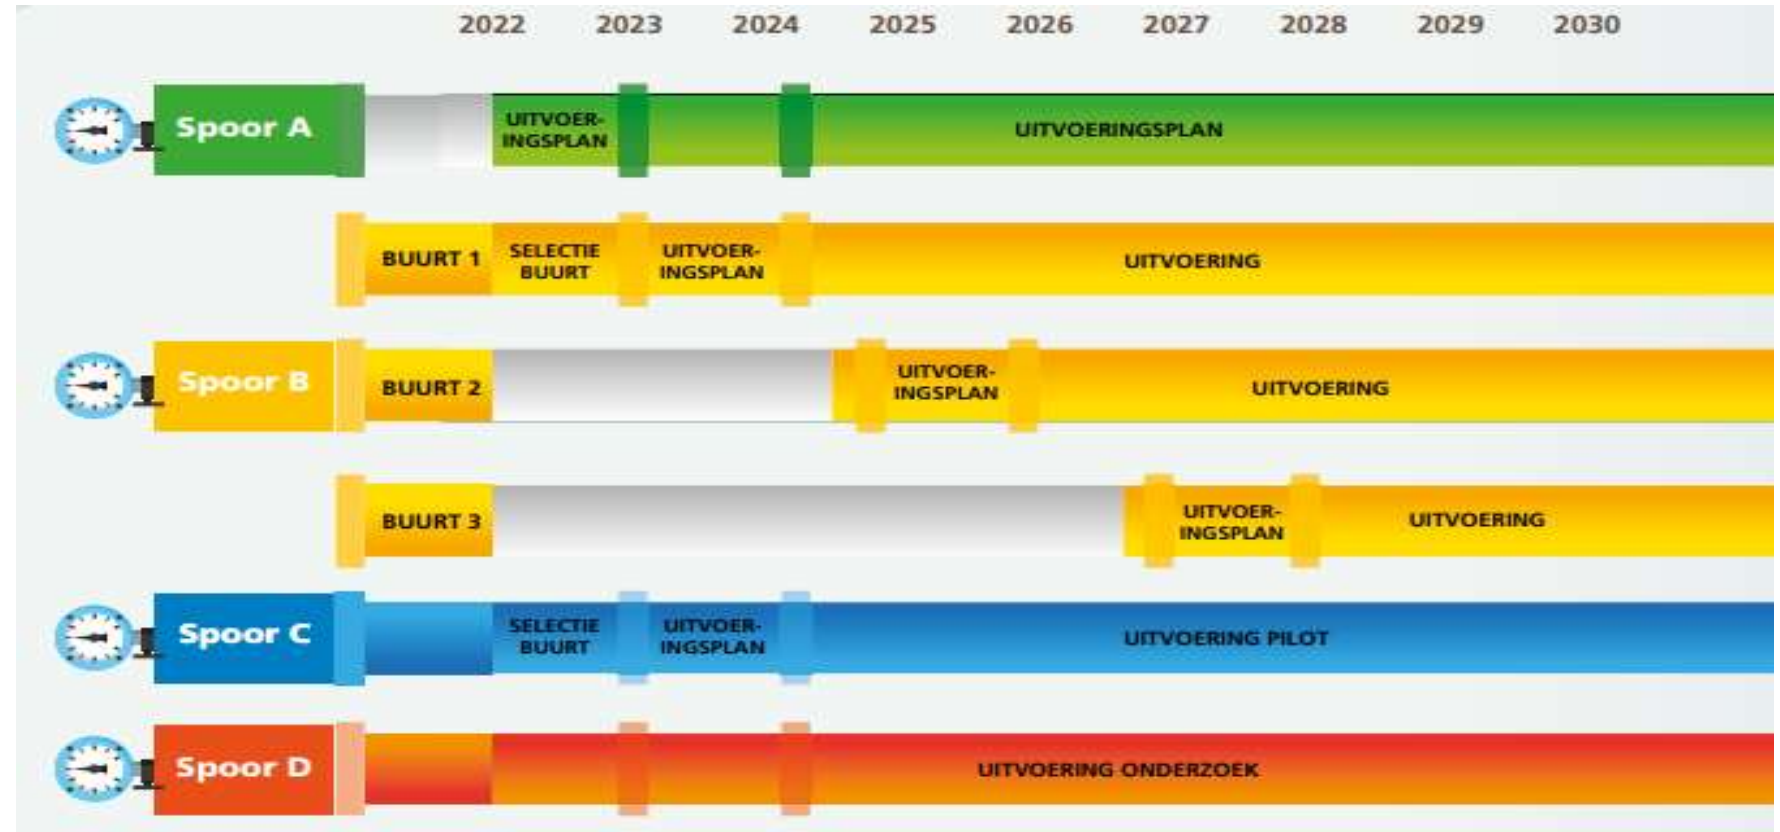 2022 2023 2024 2025 2026 2027 2028 2029 2030
Spoor A
UITVOER-
INGSPLAN
UITVOERINGSPLAN
BUURT 1
SELECTIE
BUURT
UITVOER-
INGSPLAN
UITVOERING
Spoor B
BUURT 2
UITVOER-
INGSPLAN
UITVOERING
BUURT 3
UITVOER-
INGSPLAN
UITVOERING
Spoor C
SELECTIE
BUURT
UITVOER-
INGSPLAN
UITVOERING PILOT
Spoor D
UITVOERING ONDERZOEK